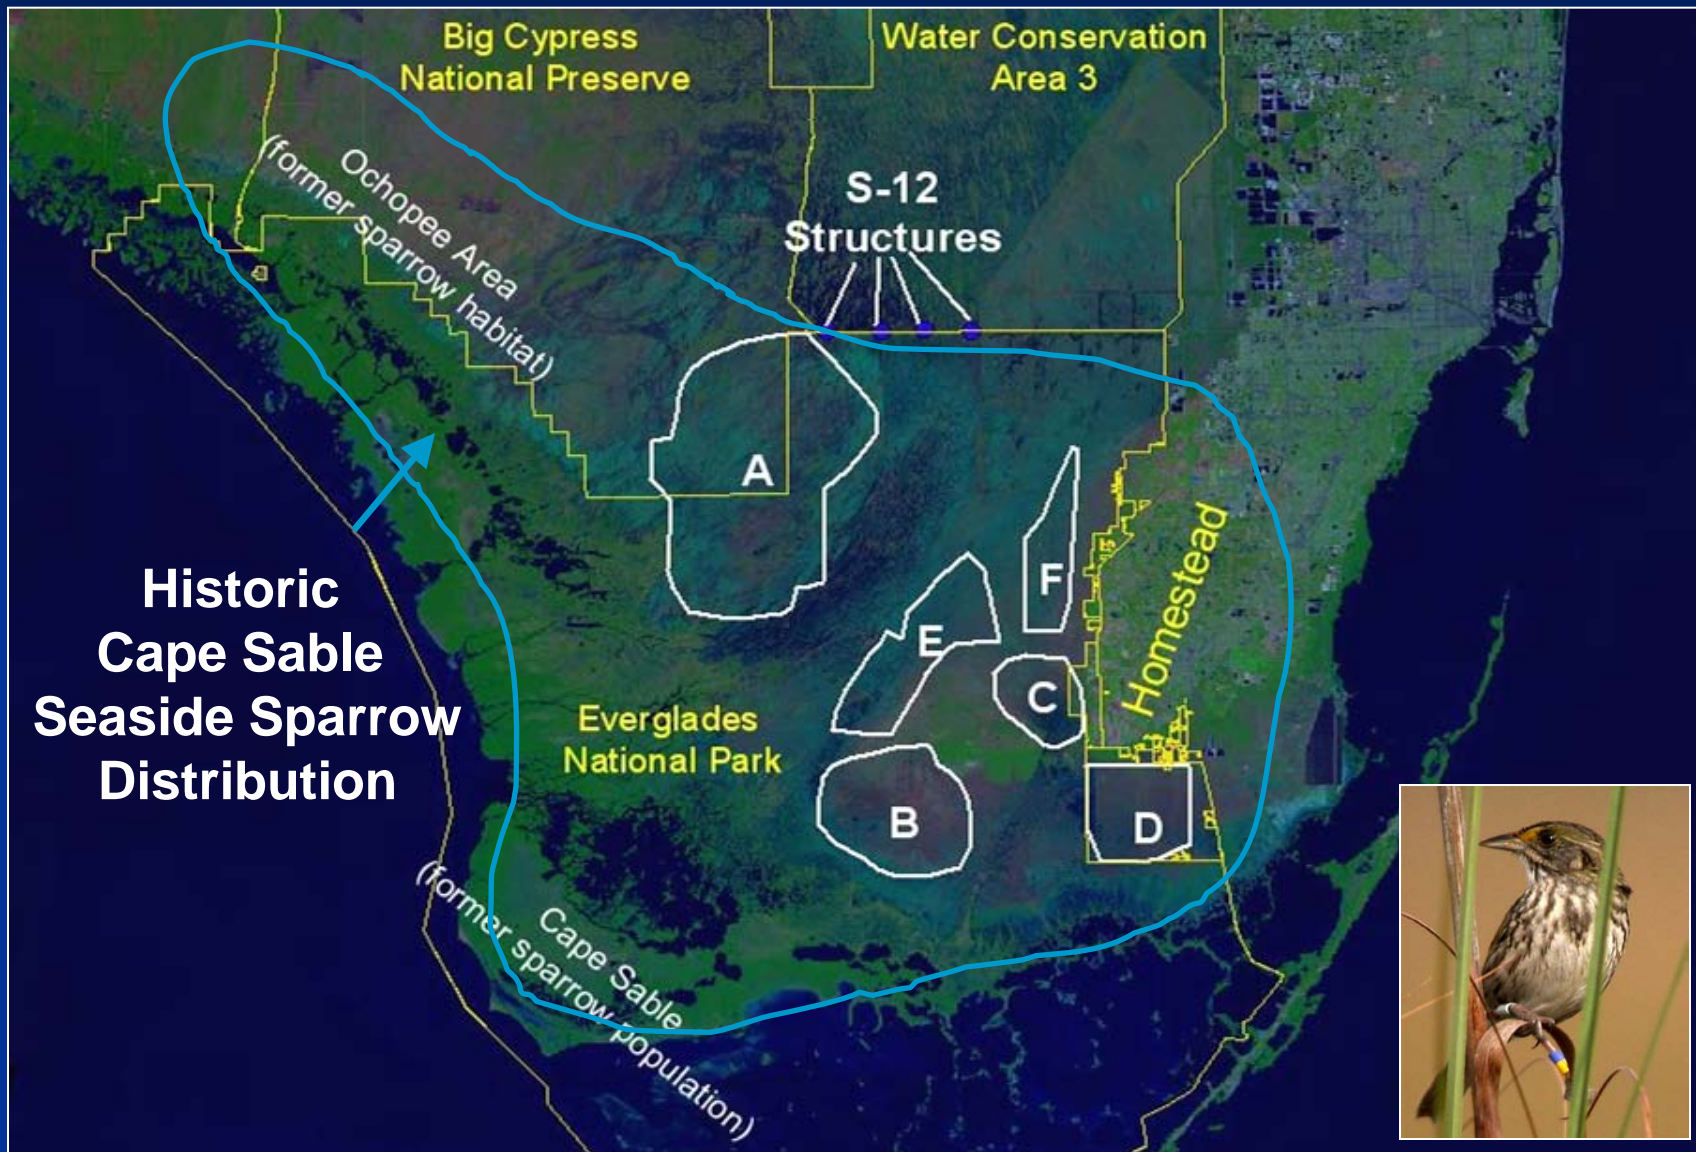 Big Cypress
National Preserve
Water Conservation
Area 3
Ochopee Area
(former sparrow habitat)
S-12
Structures
A
F
E
C
B
D
Homestead
Historic
Cape Sable
Seaside Sparrow
Distribution
Everglades
National Park
Cape Sable
(former sparrow population)